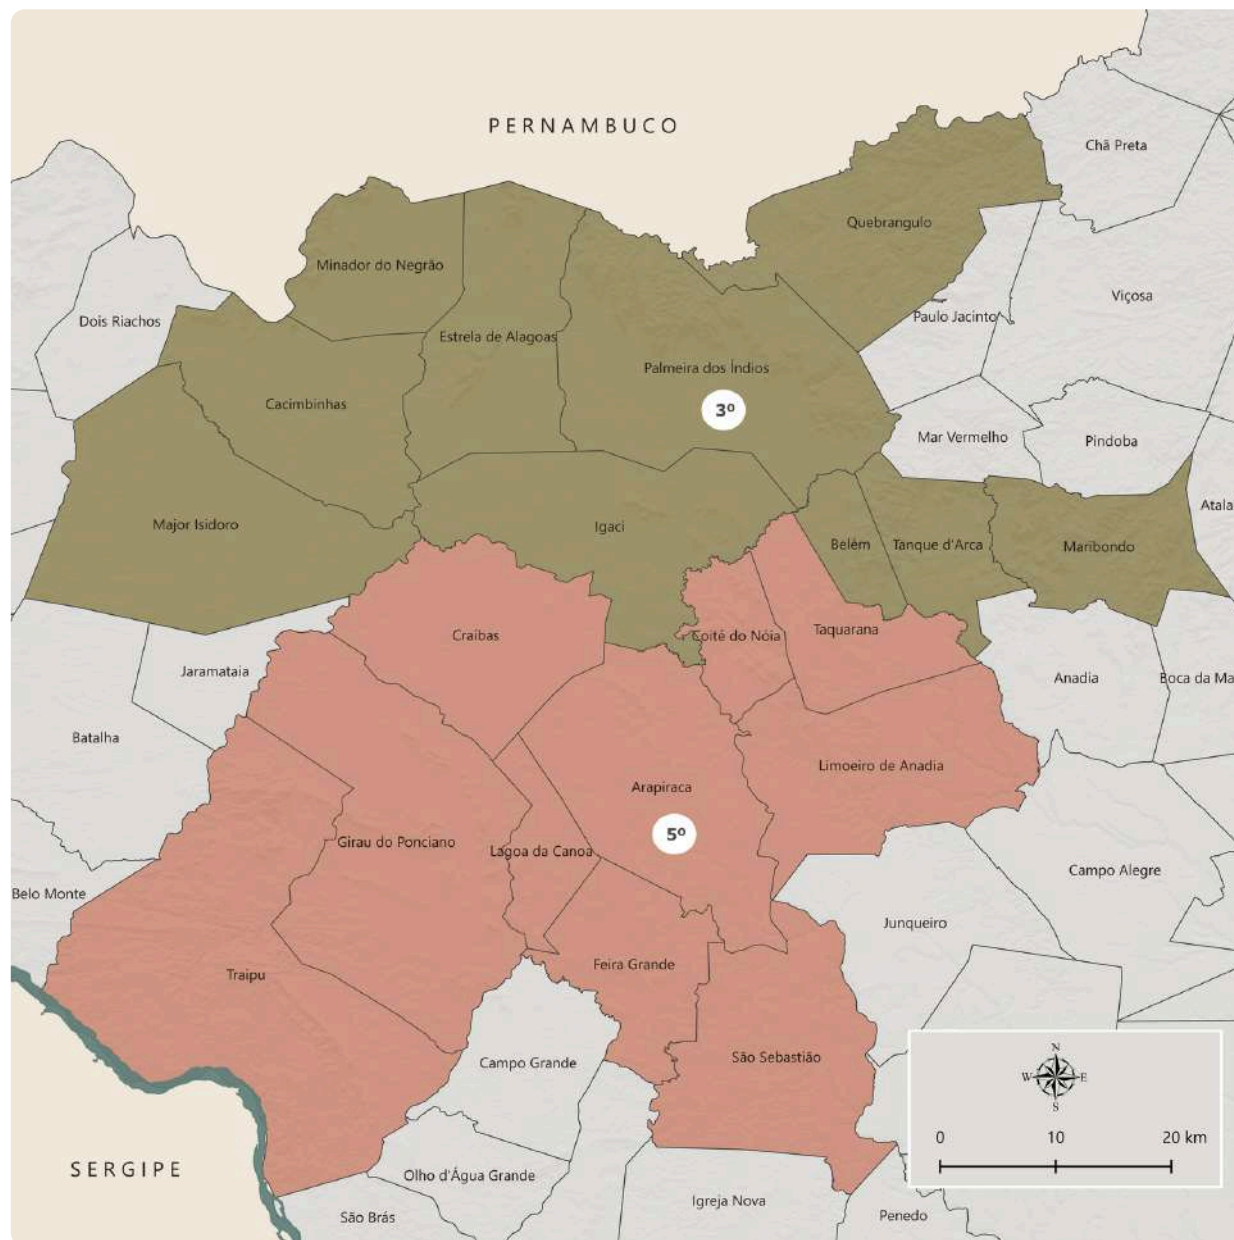 PERNAMBUCO
Chã Preta
Quebrangulo
Minador do Negrão
Viçosa
Dois Riachos
Paulo Jacinto
Estrela de Alagoas
Palmeira dos Índios
Cacimbinhas
3º
Mar Vermelho
Pindoba
Atala
Major Isidoro
Igaci
Belém
Tanque d'Arca
Maribondo
Craíbas
Coité do Nóia
Taquarana
Jaramataia
Anadia
Boca da Ma
Batalha
Limoeiro de Anadia
Arapiraca
5º
Girau do Ponciano
Lagoa da Canoa
Campo Alegre
Belo Monte
Junqueiro
Feira Grande
Traipu
São Sebastião
Campo Grande
N
W
E
S
0
10
20 km
SERGIPE
Olho d'Água Grande
Igreja Nova
São Brás
Penedo